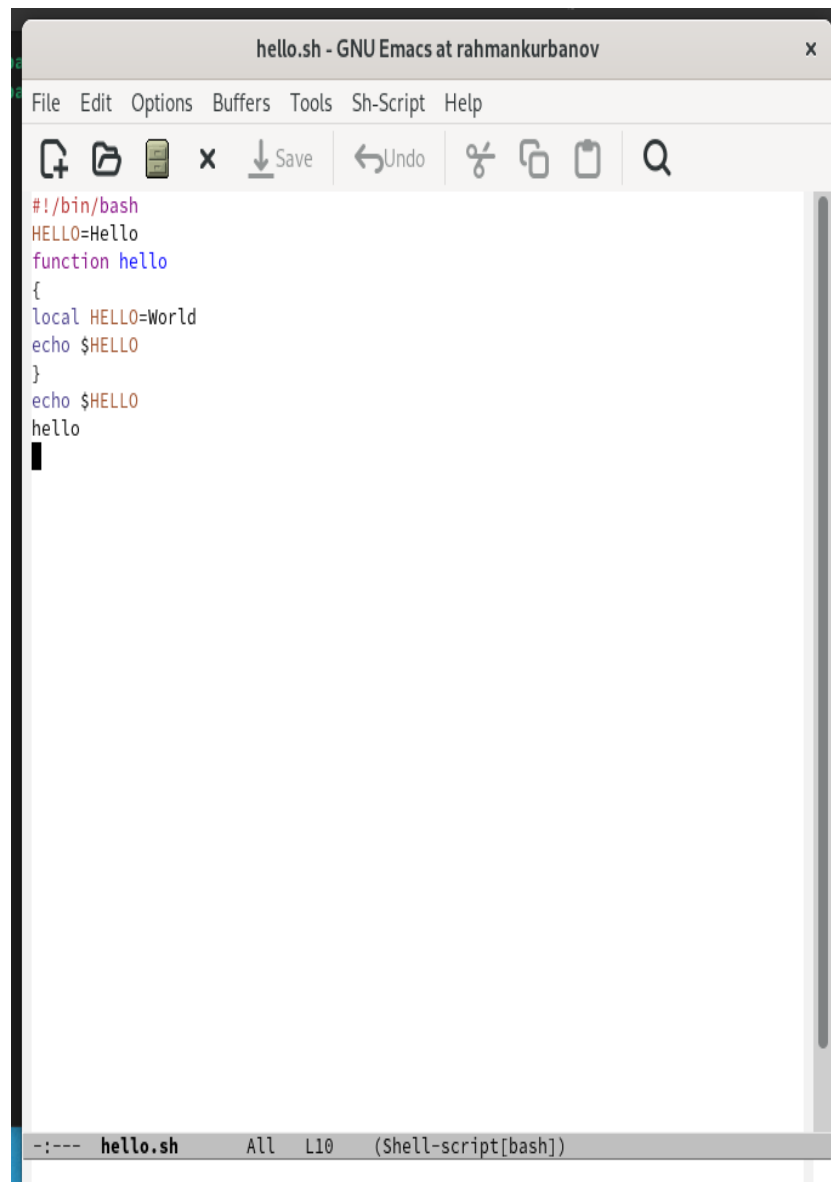 hello.sh - GNU Emacs at rahmankurbanov x
File Edit Options Buffers Tools Sh-Script Help
Save Undo
#!/bin/bash
HELLO=Hello
function hello
{
local HELLO=World
echo $HELLO
}
echo $HELLO
hello
-:--- hello.sh All L10 (Shell-script[bash])